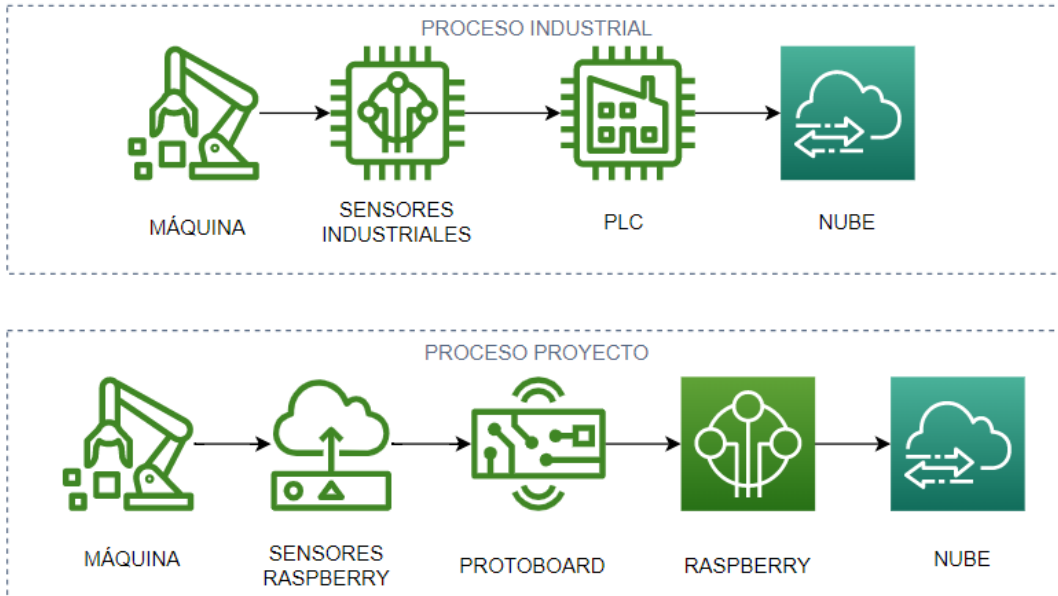 PROCESO INDUSTRIAL
MÁQUINA
SENSORES
INDUSTRIALES
PLC
NUBE
PROCESO PROYECTO
MÁQUINA
SENSORES
RASPBERRY
PROTOBOARD
RASPBERRY
NUBE